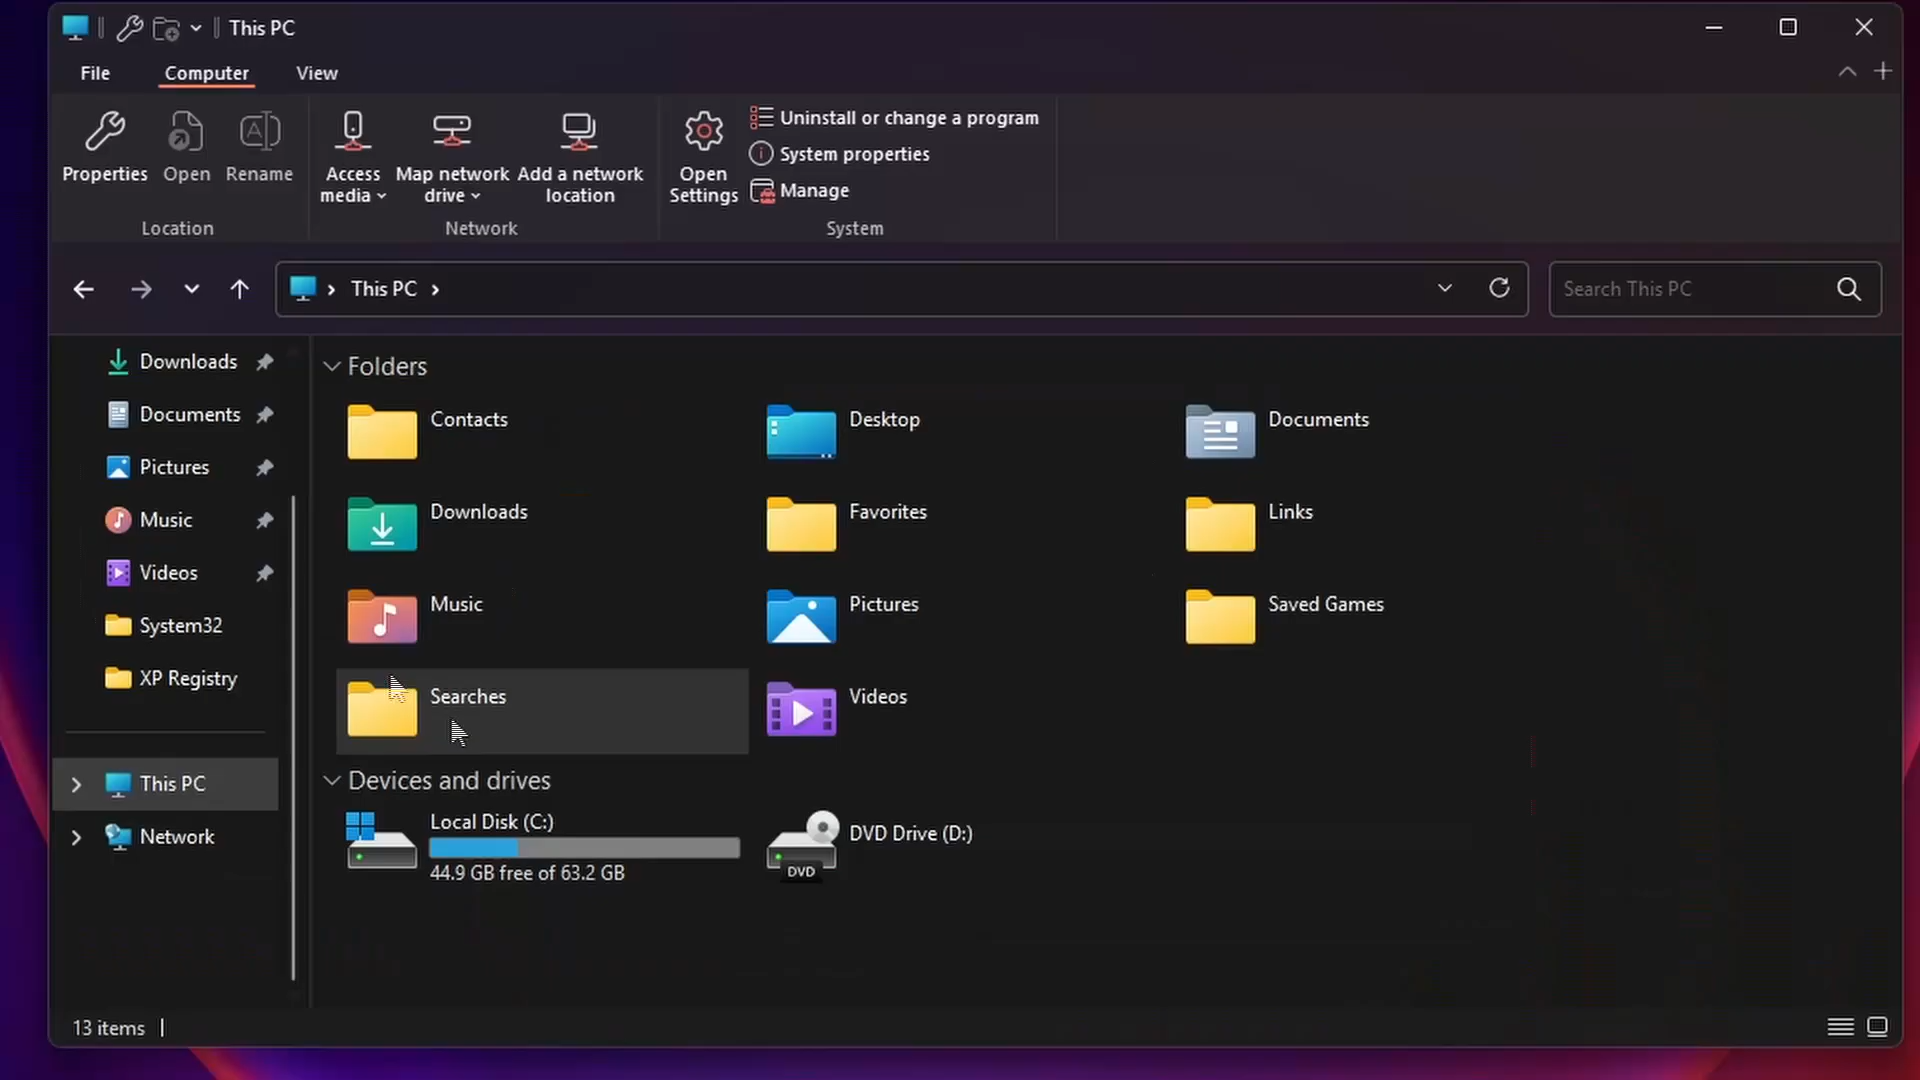 This PC
File
Computer
View
Properties
Open
Rename
Location
Access
media
Map network
drive
Add a network
location
Network
Open
Settings
Uninstall or change a program
System properties
Manage
System
This PC
Search This PC
Downloads
Documents
Pictures
Music
Videos
System32
XP Registry
This PC
Network
Folders
Contacts
Desktop
Documents
Downloads
Favorites
Links
Music
Pictures
Saved Games
Searches
Videos
Devices and drives
Local Disk (C:)
44.9 GB free of 63.2 GB
DVD
DVD Drive (D:)
13 items